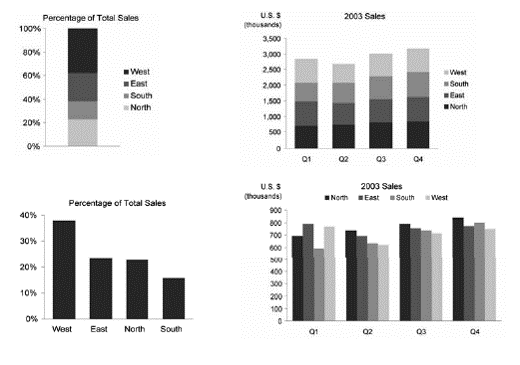 Percentage of Total Sales
100%
80%
60%
40%
20%
0%
West
East
South
North
U.S. $
(thousands)
2003 Sales
3,500
3,000
2,500
2,000
1,500
1,000
500
0
Q1 Q2 Q3 Q4
West
South
East
North
Percentage of Total Sales
40%
30%
20%
10%
0%
West East North South
U.S. $
(thousands)
2003 Sales
North East South West
900
800
700
600
500
400
300
200
100
0
Q1 Q2 Q3 Q4